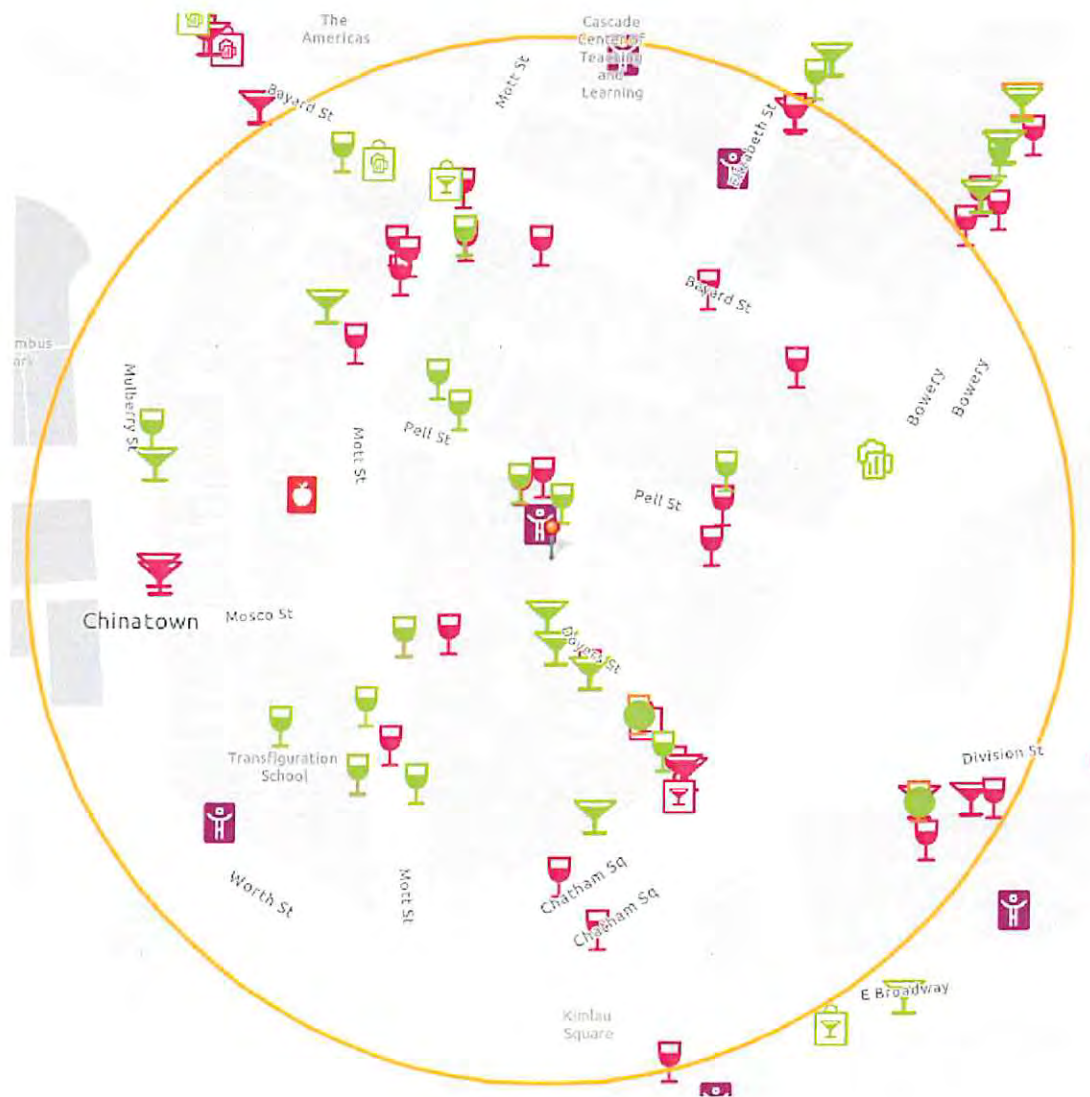 The
Americas
Cascade
Center of
Teaching
and
Learning
Mott St
Bayard St
Elizabeth St
Bayard St
Mulberry St
Mott St
Pell St
Bowery
Bowery
Pell St
Chinatown
Mosco St
Doyers St
Transfiguration
School
Division St
Worth St
Mott St
Chatham Sq
Chatham Sq
E Broadway
Kimlau
Square